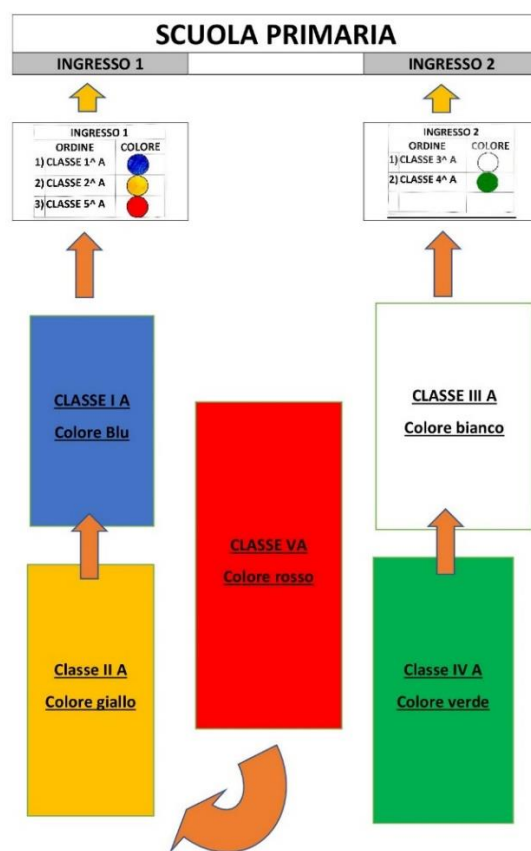 SCUOLA PRIMARIA
INGRESSO 1
INGRESSO 2
INGRESSO 1
ORDINE COLORE
1) CLASSE 1^ A
2) CLASSE 2^ A
3) CLASSE 5^ A
INGRESSO 2
ORDINE COLORE
1) CLASSE 3^ A
2) CLASSE 4^ A
CLASSE I A
Colore Blu
CLASSE III A
Colore bianco
CLASSE VA
Colore rosso
Classe II A
Colore giallo
Classe IV A
Colore verde